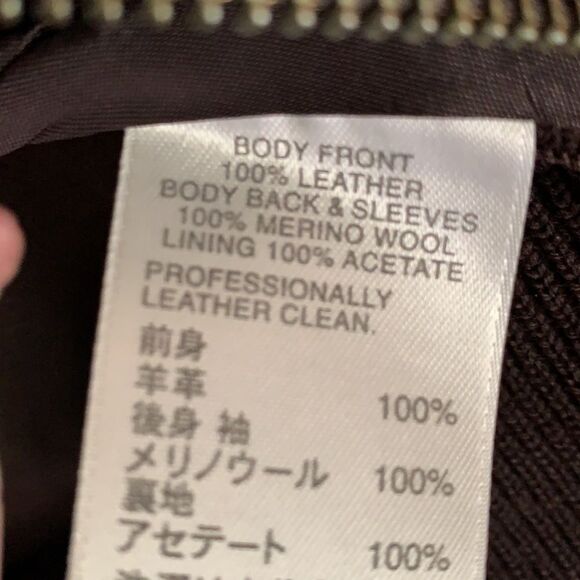 BODY FRONT
100% LEATHER
BODY BACK & SLEEVES
100% MERINO WOOL
LINING 100% ACETATE
PROFESSIONALLY
LEATHER CLEAN.
前身
羊革 100%
後身 袖
メリノウール 100%
裏地
アセテート 100%